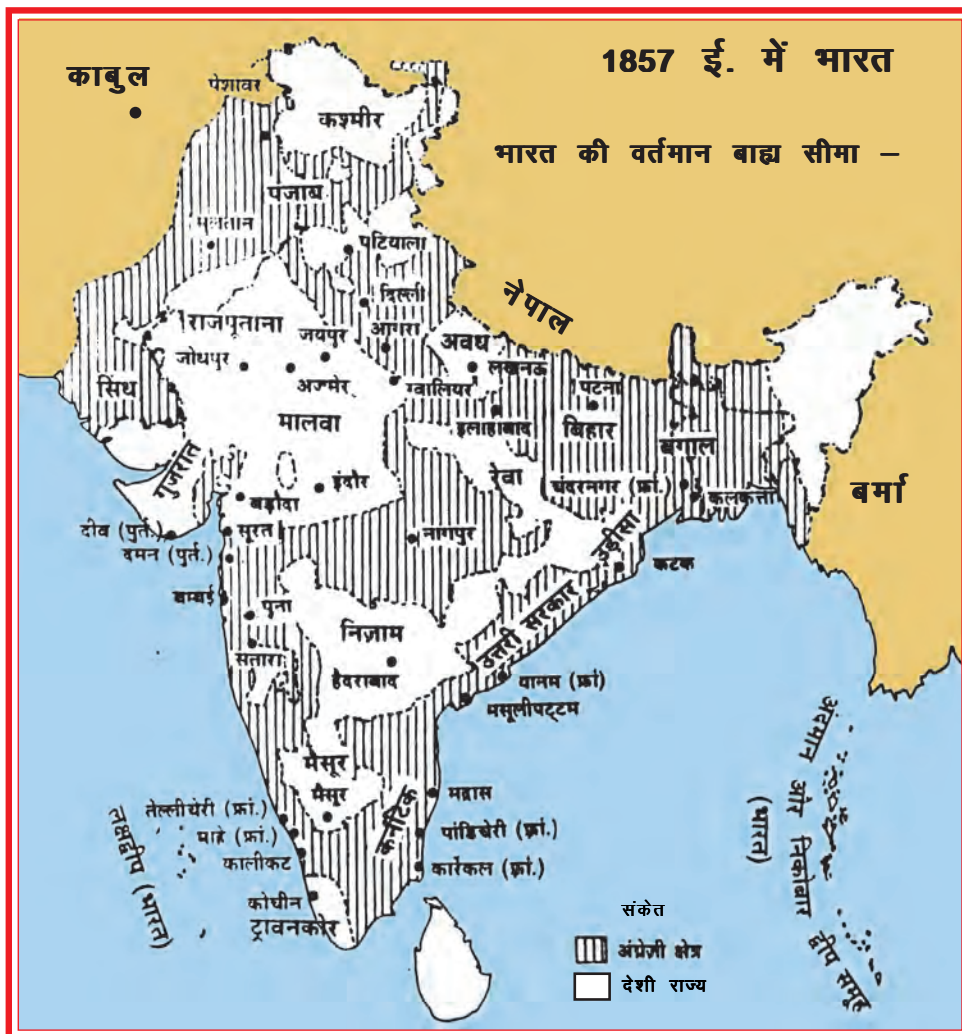 1857 ई. में भारत
काबुल
पेशावर
कश्मीर
भारत की वर्तमान बाह्य सीमा –
पंजाब
मुलतान
पटियाला
नेपाल
दिल्ली
राजपूताना
जयपुर
आगरा
अवध
जोधपुर
अजमेर
ग्वालियर
लखनऊ
पटना
सिंध
मालवा
इलाहाबाद
बिहार
बंगाल
गुजरात
इंदौर
रेवा
चंदरनगर (फ्रां.)
कलकत्ता
बर्मा
बड़ौदा
दीव (पुर्त.)
सूरत
नागपुर
उड़ीसा
दमन (पुर्त.)
कटक
बम्बई
पूना
निज़ाम
उत्तरी सरकार
सतारा
हैदराबाद
यानम (फ्रां)
मसूलीपट्टम
अंदमान और निकोबार द्वीप समूह
(भारत)
मैसूर
मैसूर
कर्नाटक
मद्रास
तेल्लीचेरी (फ्रां.)
माहे (फ्रां.)
पांडिचेरी (फ्रां.)
लक्षद्वीप (भारत)
कालीकट
कारेकल (फ्रां.)
कोचीन
ट्रावनकोर
संकेत
अंग्रेज़ी क्षेत्र
देशी राज्य